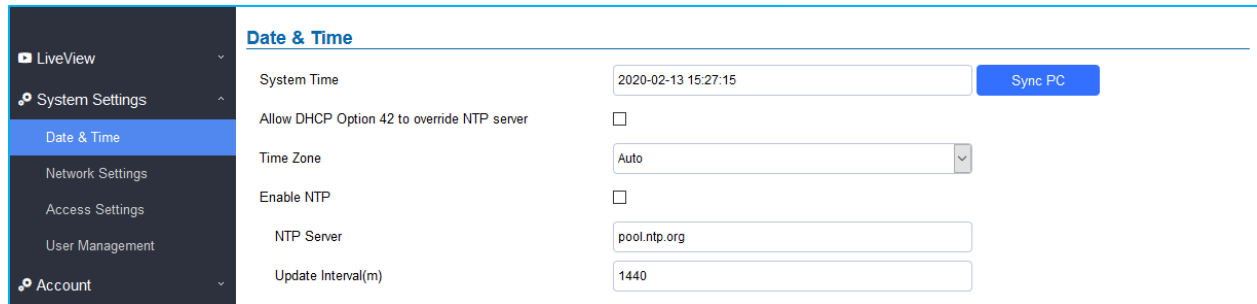 Date & Time
LiveView
System Time
2020-02-13 15:27:15
Sync PC
System Settings
Allow DHCP Option 42 to override NTP server
Date & Time
Time Zone
Auto
Network Settings
Enable NTP
Access Settings
NTP Server
pool.ntp.org
User Management
Update Interval(m)
1440
Account